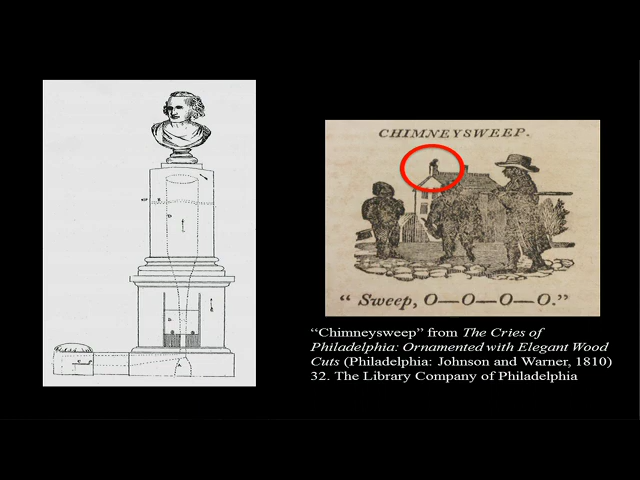 CHIMNEYSWEEP.
“ Sweep, O—O—O—O.”
“Chimneysweep” from The Cries of
Philadelphia: Ornamented with Elegant Wood
Cuts (Philadelphia: Johnson and Warner, 1810)
32. The Library Company of Philadelphia